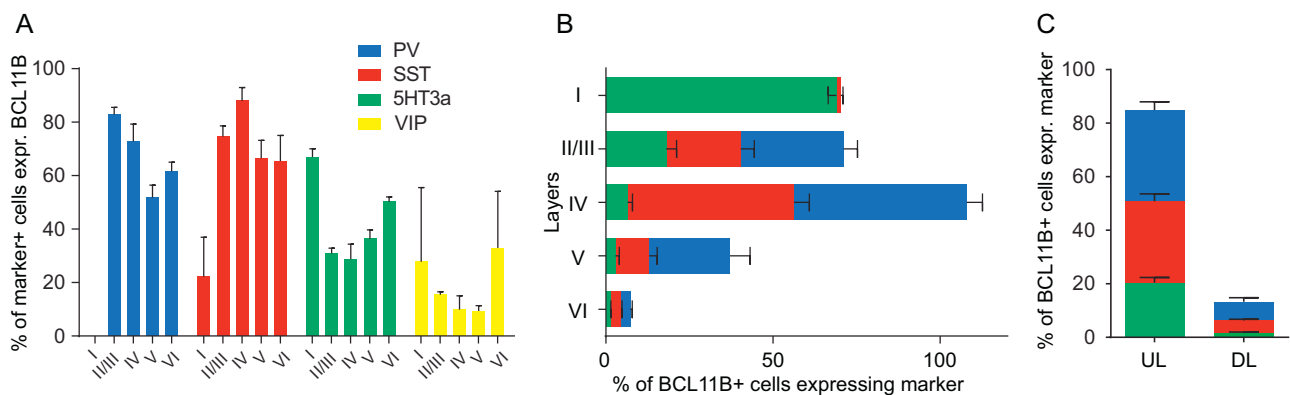 A
% of marker+ cells expr. BCL11B
100
80
60
40
20
0
PV
SST
5HT3a
VIP
I
II/III
IV
V
VI
I
II/III
IV
V
VI
I
II/III
IV
V
VI
I
II/III
IV
V
VI
B
Layers
I
II/III
IV
V
VI
0
50
100
% of BCL11B+ cells expressing marker
C
% of BCL11B+ cells expr. marker
100
80
60
40
20
0
UL
DL